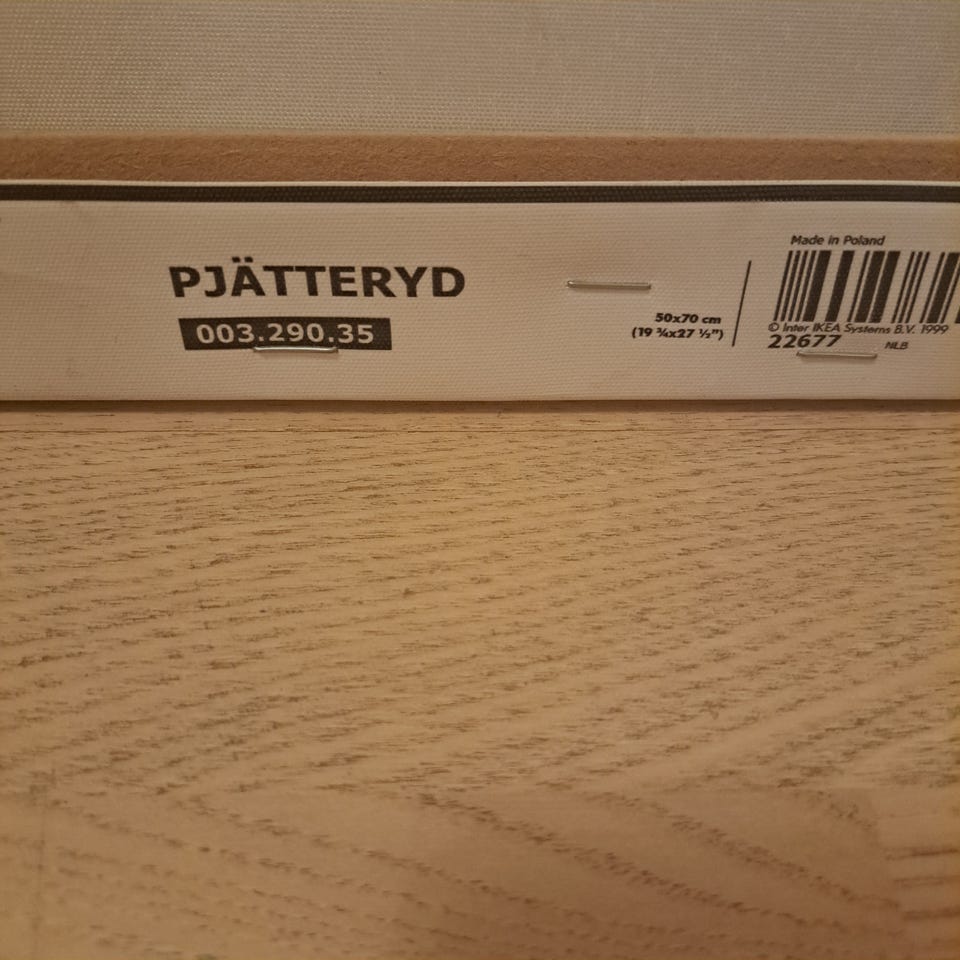 PJÄTTERYD
003.290.35
50x70 cm
(19 ¾x27 ½")
Made in Poland
© Inter IKEA Systems B.V. 1999
22677 NLB